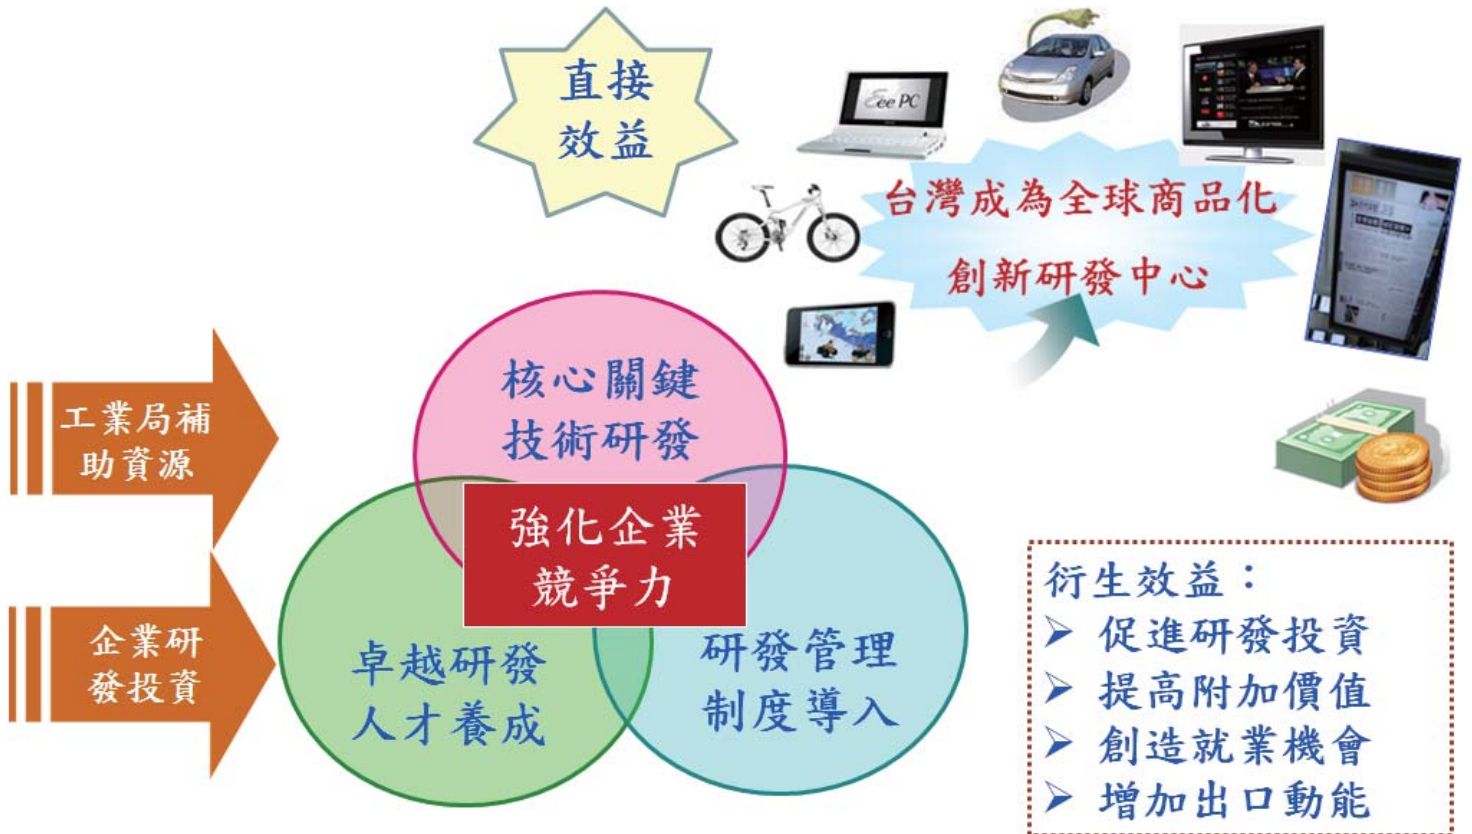 直接
效益
Eee PC
台灣成為全球商品化
創新研發中心
核心關鍵
技術研發
工業局補
助資源
強化企業
競爭力
企業研
發投資
卓越研發
人才養成
研發管理
制度導入
衍生效益：
➤ 促進研發投資
➤ 提高附加價值
➤ 創造就業機會
➤ 增加出口動能